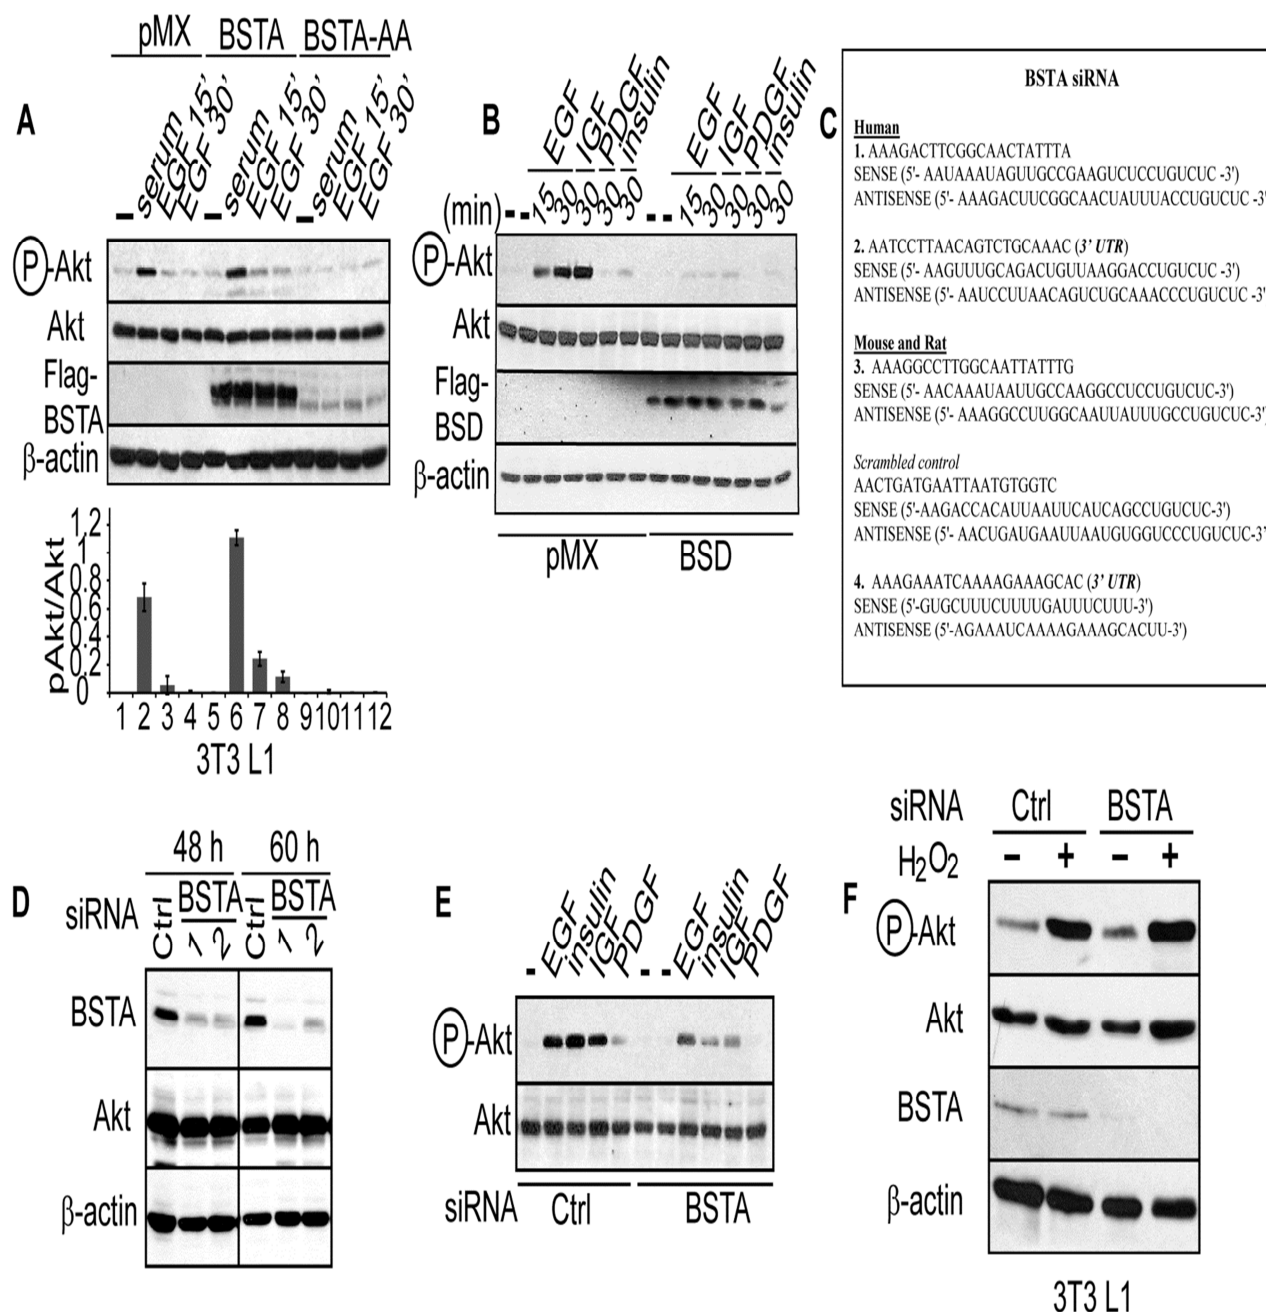 A
pMX BSTA BSTA-AA
– serum EGF 15' EGF 30' – serum EGF 15' EGF 30' – serum EGF 15' EGF 30'
P-Akt
Akt
Flag-
BSTA
β-actin
pAkt/Akt
1,2
1
0.8
0.6
0.4
0.2
0
1 2 3 4 5 6 7 8 9 10 11 12
3T3 L1
B
EGF IGF PDGF insulin EGF IGF PDGF insulin
(min) - - 15 30 30 30 30 - - 15 30 30 30 30
P-Akt
Akt
Flag-
BSD
β-actin
pMX BSD
C
BSTA siRNA
Human
1. AAAGACTTCGGCAACTATTTA
SENSE (5'- AAUAAAUAGUUGCCGAAGUCUCCUGUCUC -3')
ANTISENSE (5'- AAAGACUUCGGCAACUAUUUACCUGUCUC -3'
2. AATCCTTAACAGTCTGCAAAC (3' UTR)
SENSE (5'- AAGUUUGCAGACUGUUAAGGACCUGUCUC -3')
ANTISENSE (5'- AAUCCUUAACAGUCUGCAAACCCUGUCUC -3'
Mouse and Rat
3. AAAGGCCTTGGCAATTATTTG
SENSE (5'- AACAAAUAAUUGCCAAGGCCUCCUGUCUC-3')
ANTISENSE (5'- AAAGGCCUUGGCAAUUAUUUGCCUGUCUC-3'
Scrambled control
AACTGATGAATTAATGTGGTC
SENSE (5'-AAGACCACAUUAAUUCAUCAGCCUGUCUC-3')
ANTISENSE (5'- AACUGAUGAAUUAAUGUGGUCCCUGUCUC-3'
4. AAAGAAATCAAAAGAAAGCAC (3' UTR)
SENSE (5'-GUGCUUUCUUUUGAUUUCUUU-3')
ANTISENSE (5'-AGAAAUCAAAAGAAAGCACUU-3')
D
48 h 60 h
siRNA Ctrl BSTA Ctrl BSTA
1 2 1 2
BSTA
Akt
β-actin
E
- EGF insulin IGF PDGF - - EGF insulin IGF PDGF
P-Akt
Akt
siRNA Ctrl BSTA
F
siRNA Ctrl BSTA
H2O2 – + – +
P-Akt
Akt
BSTA
β-actin
3T3 L1